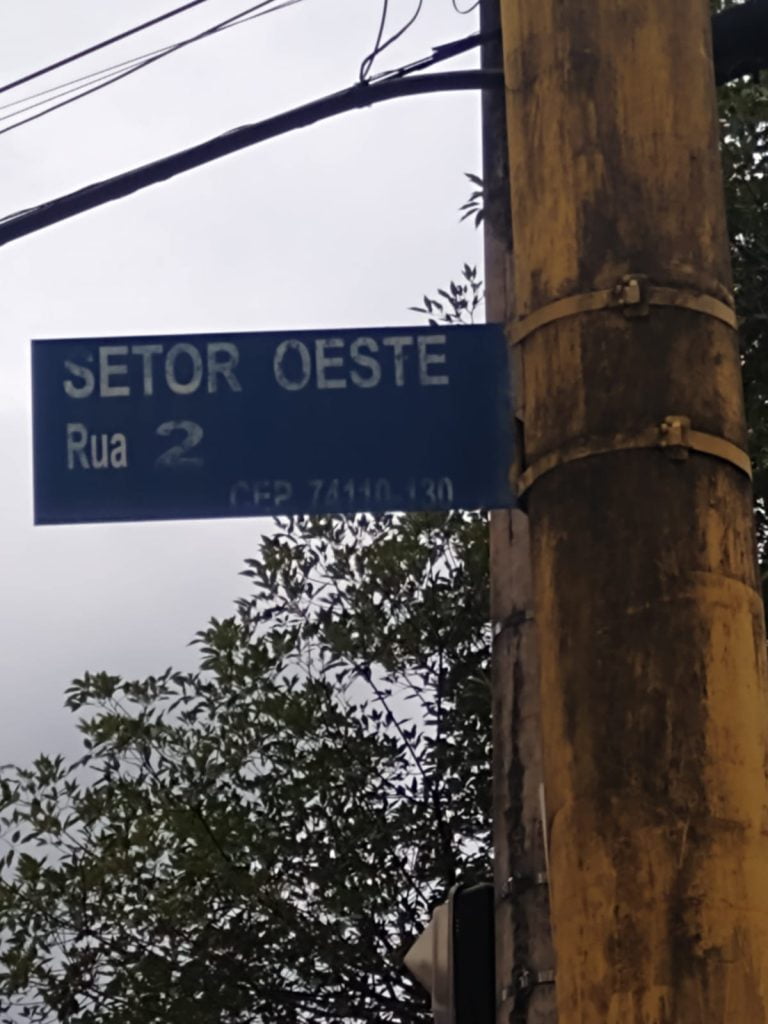 SETOR OESTE
Rua 2
CEP 74110-130